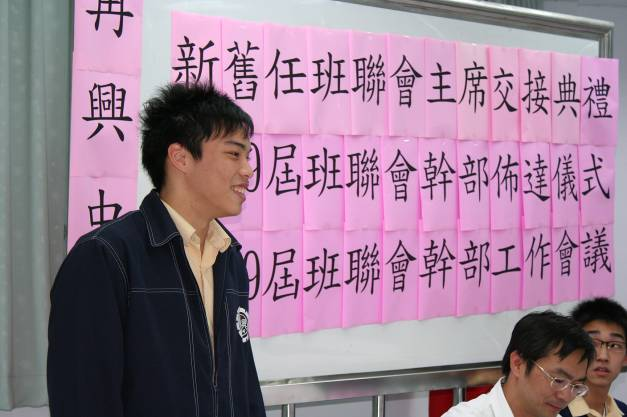 再興中
新舊任班聯會主席交接典禮
9屆班聯會幹部佈達儀式
9屆班聯會幹部工作會議